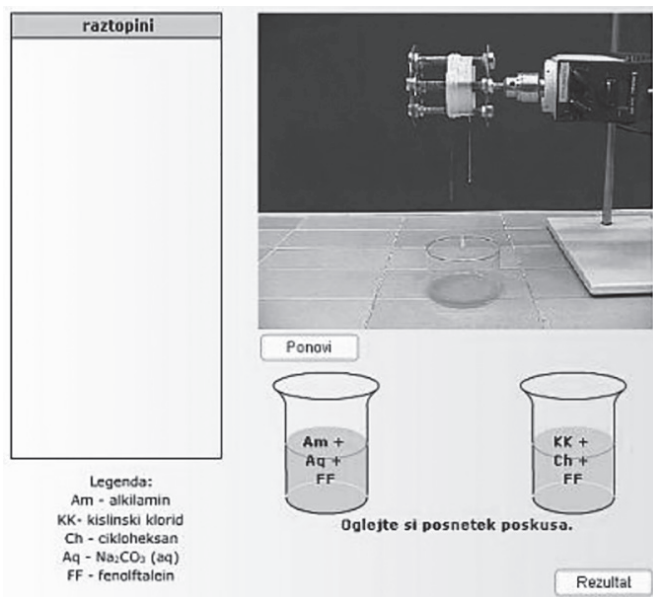 raztopini
Ponovi
Am +
Aq +
FF
KK +
Ch +
FF
Oglejte si posnetek poskusa.
Legenda:
Am - alkilamin
KK- kislinski klorid
Ch - cikloheksan
Aq - Na₂CO₃ (aq)
FF - fenolftalein
Rezultat